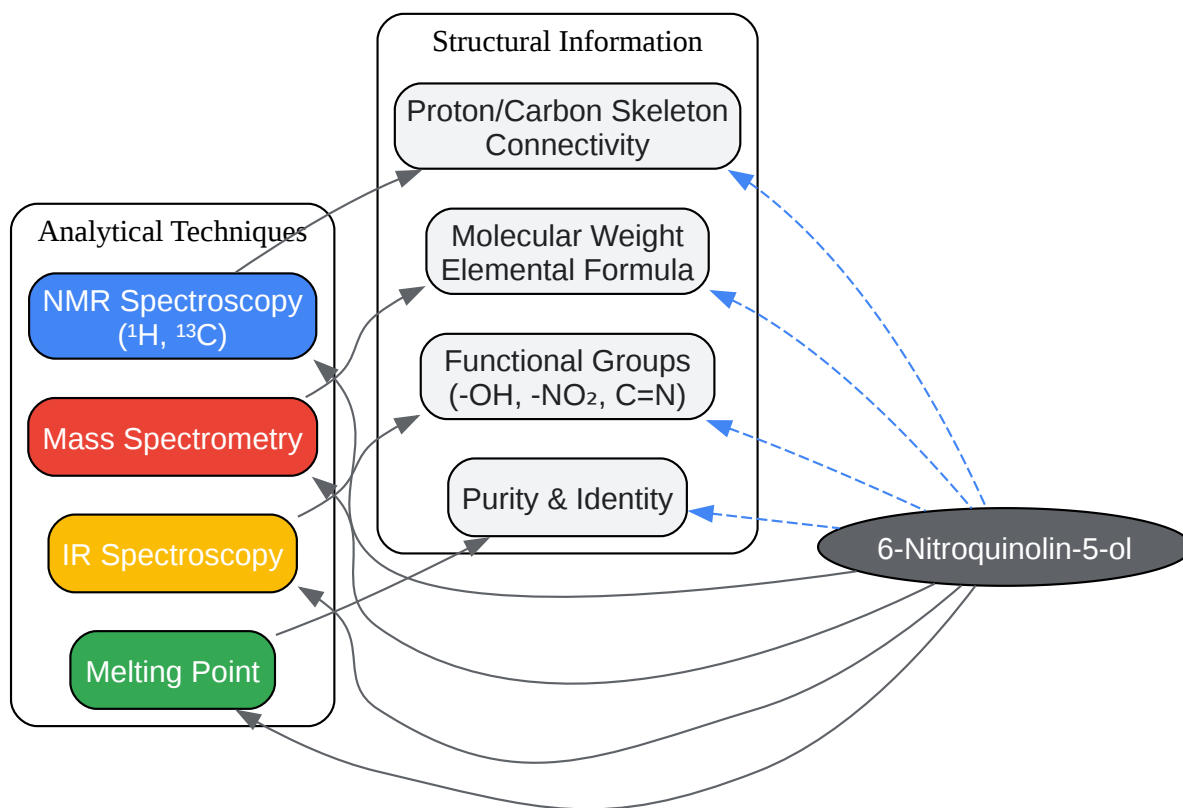 Structural Information
Proton/Carbon Skeleton
Connectivity
Molecular Weight
Elemental Formula
Functional Groups
(-OH, -NO₂, C=N)
Purity & Identity
Analytical Techniques
NMR Spectroscopy
(¹H, ¹³C)
Mass Spectrometry
IR Spectroscopy
Melting Point
6-Nitroquinolin-5-ol